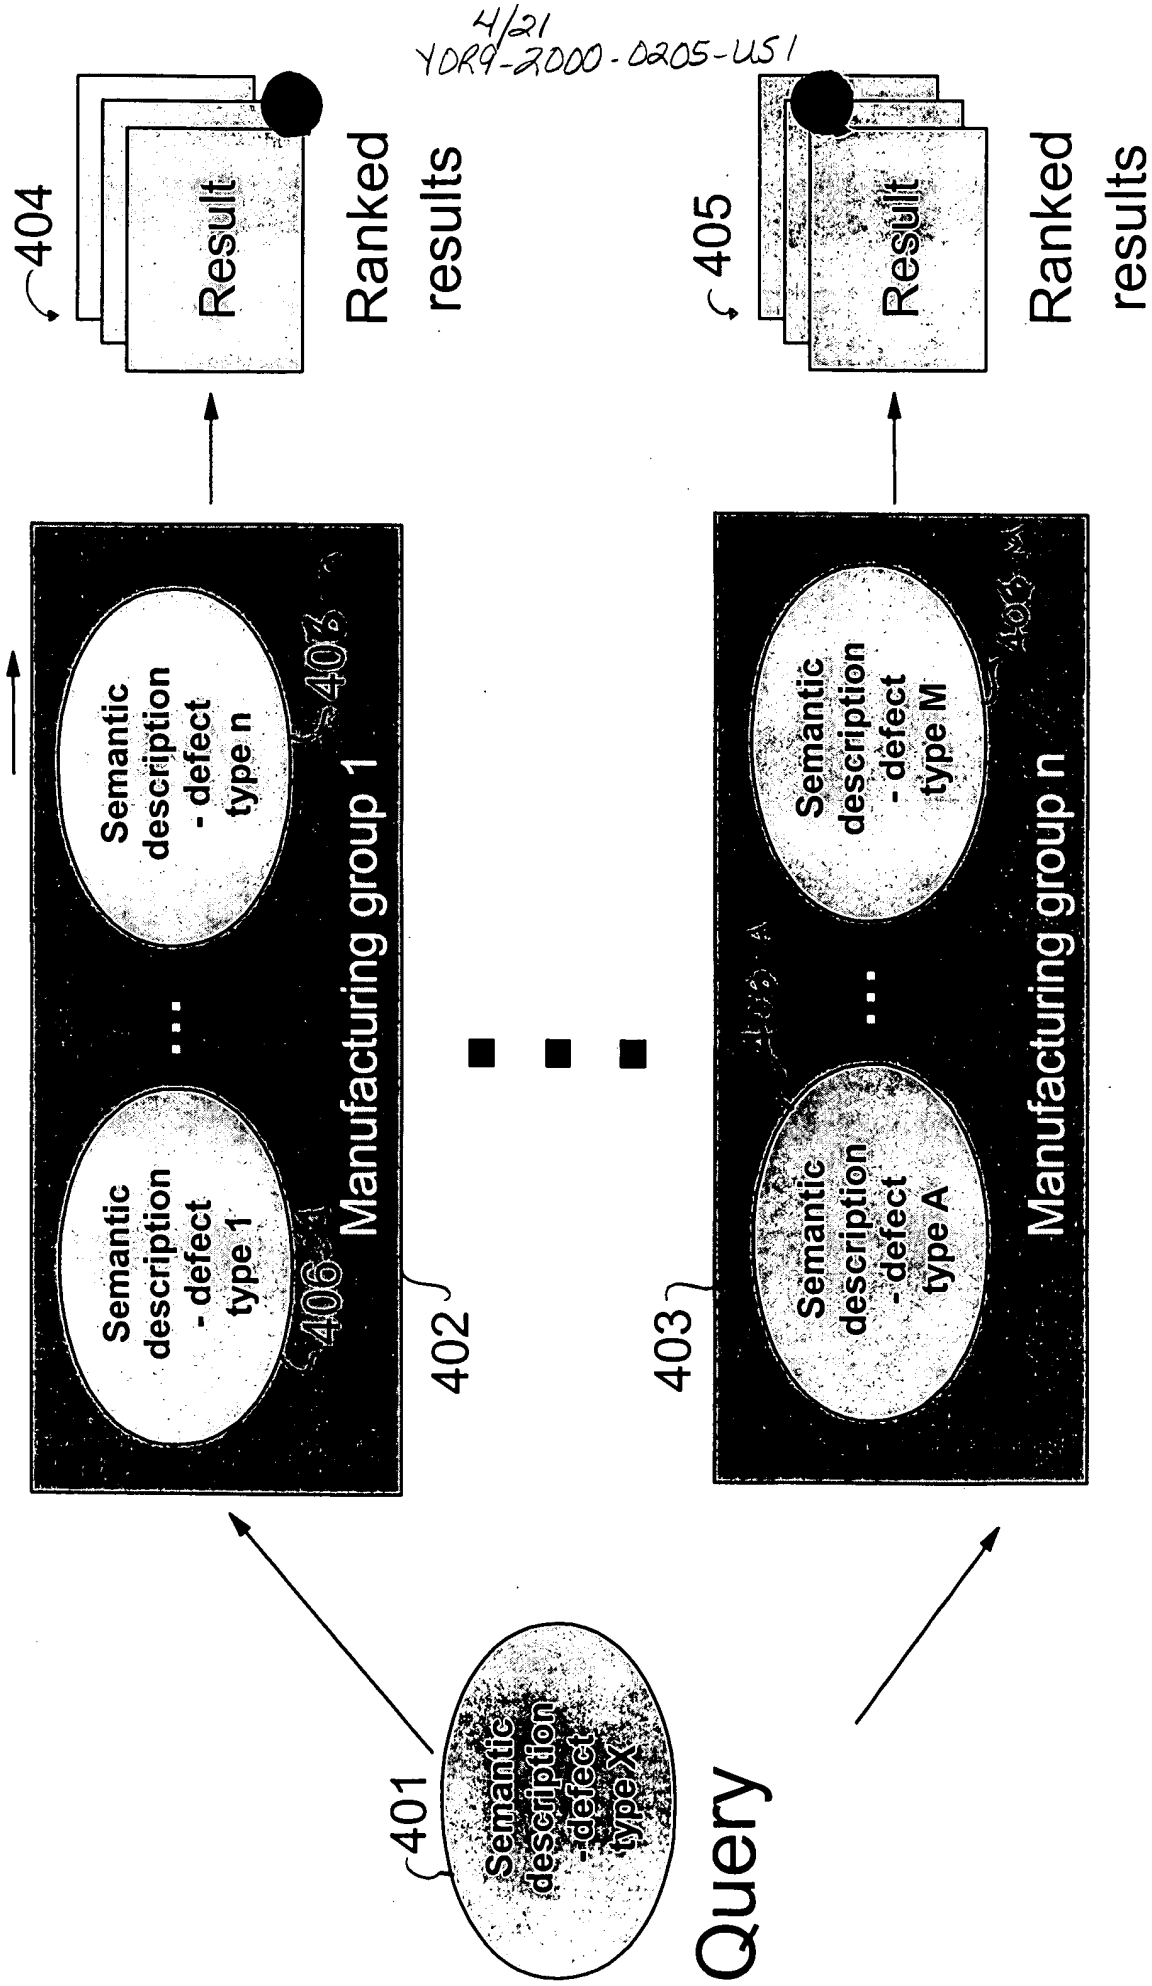 4/21
YOR9-2000-0205-US1
401
Semantic
description
- defect
type X
Query
402
Semantic
description
- defect
type 1
406-1
...
Semantic
description
- defect
type n
Manufacturing group 1
404
Result
Ranked
results
403
Semantic
description
- defect
type A
...
Semantic
description
- defect
type M
Manufacturing group n
405
Result
Ranked
results